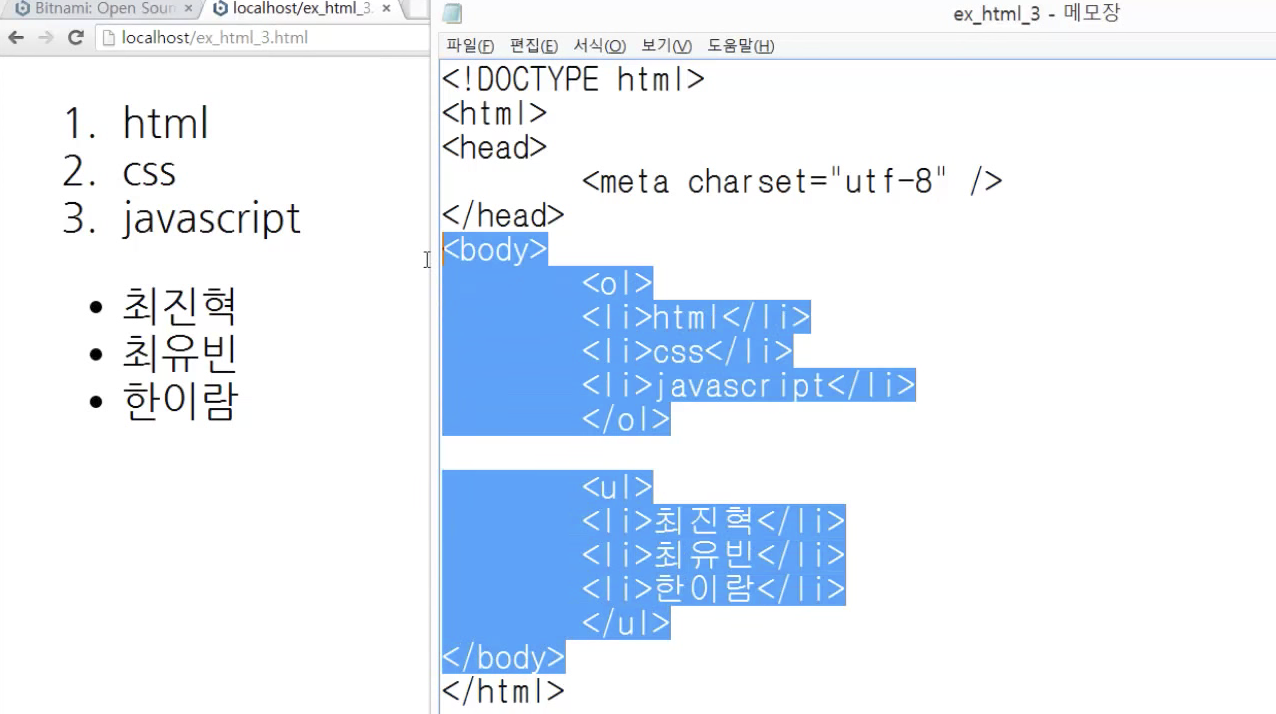 Bitnami: Open Sour
localhost/ex_html_3.
localhost/ex_html_3.html
1. html
2. css
3. javascript
• 최진혁
• 최유빈
• 한이람
ex_html_3 - 메모장
파일(F) 편집(E) 서식(O) 보기(V) 도움말(H)
<!DOCTYPE html>
<html>
<head>
<meta charset="utf-8" />
</head>
<body>
<ol>
<li>html</li>
<li>css</li>
<li>javascript</li>
</ol>
<ul>
<li>최진혁</li>
<li>최유빈</li>
<li>한이람</li>
</ul>
</body>
</html>